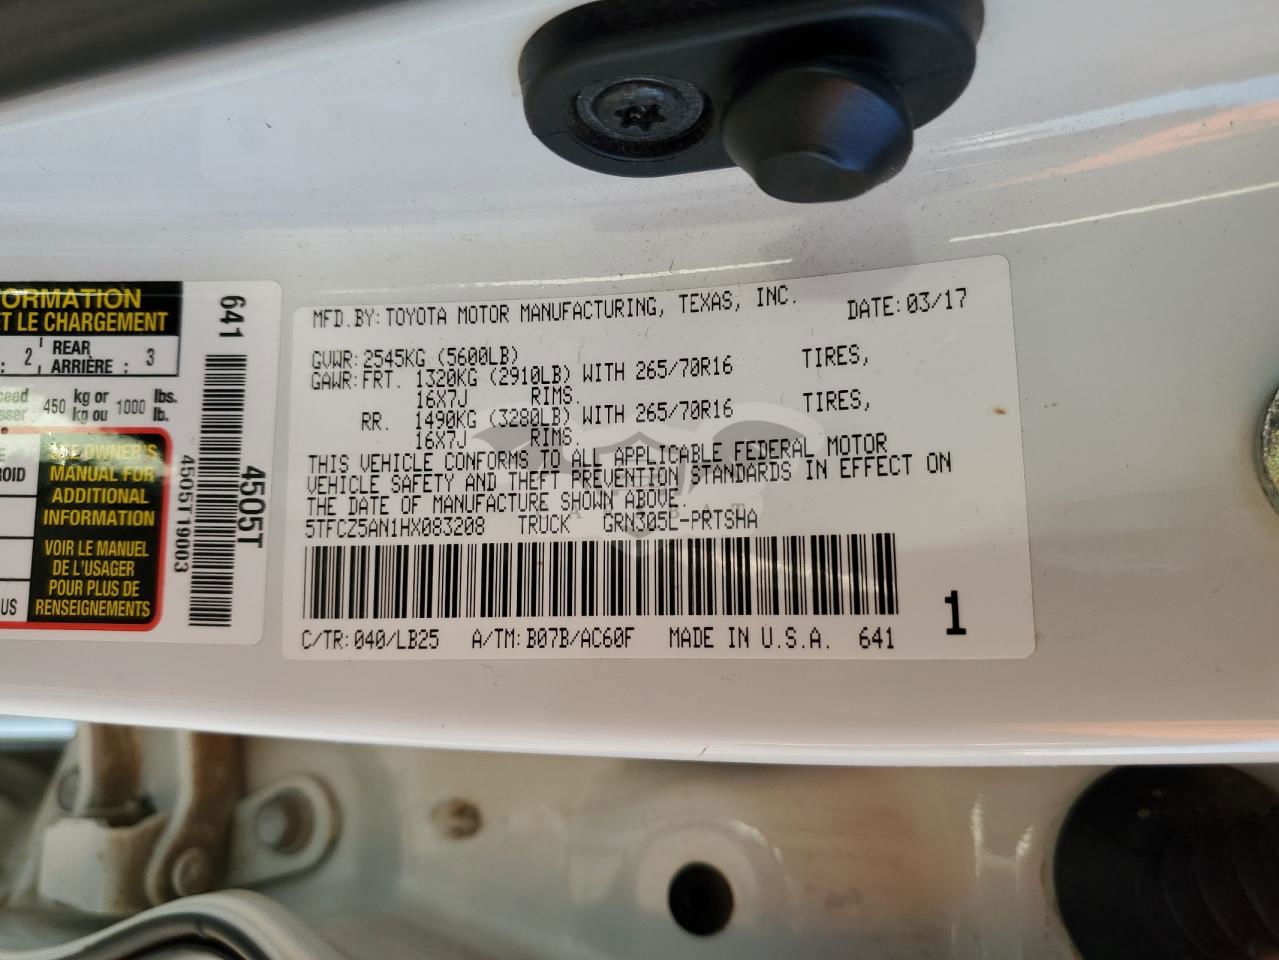 ORMATION
ET LE CHARGEMENT
: 2, REAR ARRIÈRE : 3
450 kg or kg ou 1000 lbs. lb.
SEE OWNER'S
MANUAL FOR
ADDITIONAL
INFORMATION
VOIR LE MANUEL
DE L'USAGER
POUR PLUS DE
RENSEIGNEMENTS
US
641
4505T
4505T19003
MFD.BY:TOYOTA MOTOR MANUFACTURING, TEXAS, INC. DATE:03/17
GVWR:2545KG (5600LB)
GAWR:FRT. 1320KG (2910LB) WITH 265/70R16 TIRES,
16X7J RIMS.
RR. 1490KG (3280LB) WITH 265/70R16 TIRES,
16X7J RIMS.
THIS VEHICLE CONFORMS TO ALL APPLICABLE FEDERAL MOTOR
VEHICLE SAFETY AND THEFT PREVENTION STANDARDS IN EFFECT ON
THE DATE OF MANUFACTURE SHOWN ABOVE.
5TFCZ5AN1HX083208 TRUCK GRN305L-PRTSHA
C/TR:040/LB25 A/TM:B07B/AC60F MADE IN U.S.A. 641
1